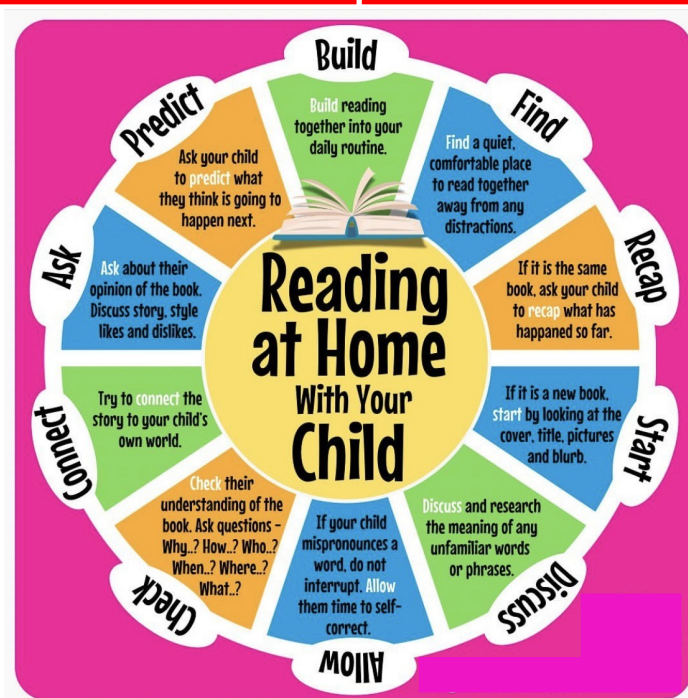 Build
Build reading
together into your
daily routine.
Find
Find a quiet,
comfortable place
to read together
away from any
distractions.
Recap
If it is the same
book, ask your child
to recap what has
happaned so far.
Start
If it is a new book,
start by looking at the
cover, title, pictures
and blurb.
Discuss
Discuss and research
the meaning of any
unfamiliar words
or phrases.
Allow
If your child
mispronounces a
word, do not
interrupt. Allow
them time to self-
correct.
Check
Check their
understanding of the
book. Ask questions -
Why..? How..? Who..?
When..? Where..?
What..?
Connect
Try to connect the
story to your child's
own world.
Ask
Ask about their
opinion of the book.
Discuss story, style
likes and dislikes.
Predict
Ask your child
to predict what
they think is going to
happen next.
Reading
at Home
With Your
Child